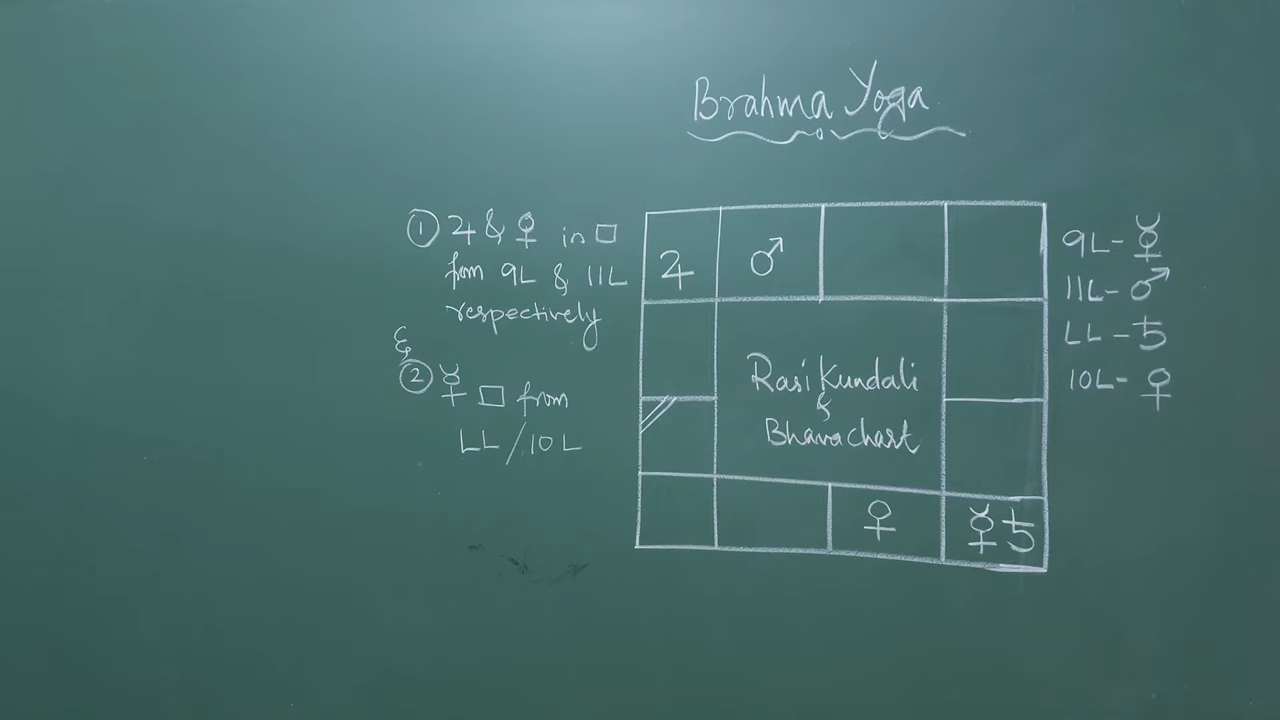 Brahma Yoga
① ♃ & ♀ in □
from 9L & 11L
respectively
&
② ☿ □ from
LL/10L
♃ ♂
Rasi Kundali
&
Bhava chart
♀ ☿ ♄
9L- ☿
11L- ♂
LL - ♄
10L- ♀